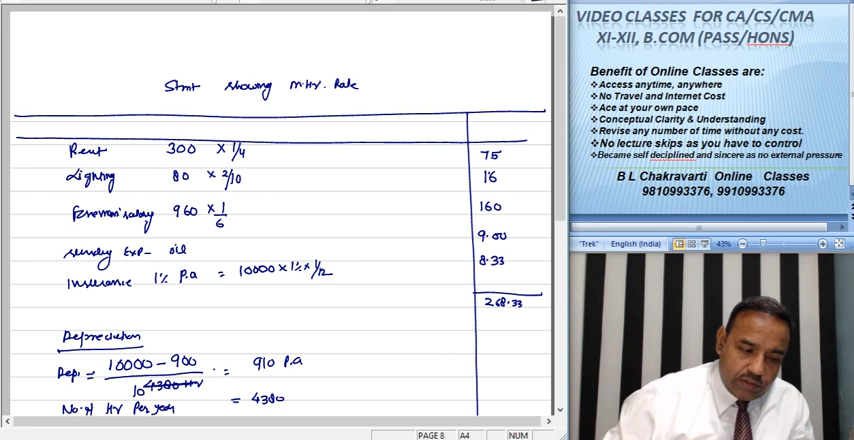 Stmt showing M.Hr. Rate
Rent 300 × 1/4 75
Lighting 80 × 2/10 16
Foreman's salary 960 × 1/6 160
sundry Exp- oil 9.00
Insurance 1% P.a = 10000 × 1% × 1/12 8.33
268.33
Depreciation
Dep. = 10000 - 900 / 10 4380 Hr = 910 P.a
No. of Hr Per year = 4380
PAGE 8 A4 NUM
VIDEO CLASSES FOR CA/CS/CMA
XI-XII, B.COM (PASS/HONS)
Benefit of Online Classes are:
❖Access anytime, anywhere
❖No Travel and Internet Cost
❖Ace at your own pace
❖Conceptual Clarity & Understanding
❖Revise any number of time without any cost.
❖No lecture skips as you have to control
❖Became self deciplined and sincere as no external pressure
B L Chakravarti Online Classes
9810993376, 9910993376
"Trek" English (India) 43%